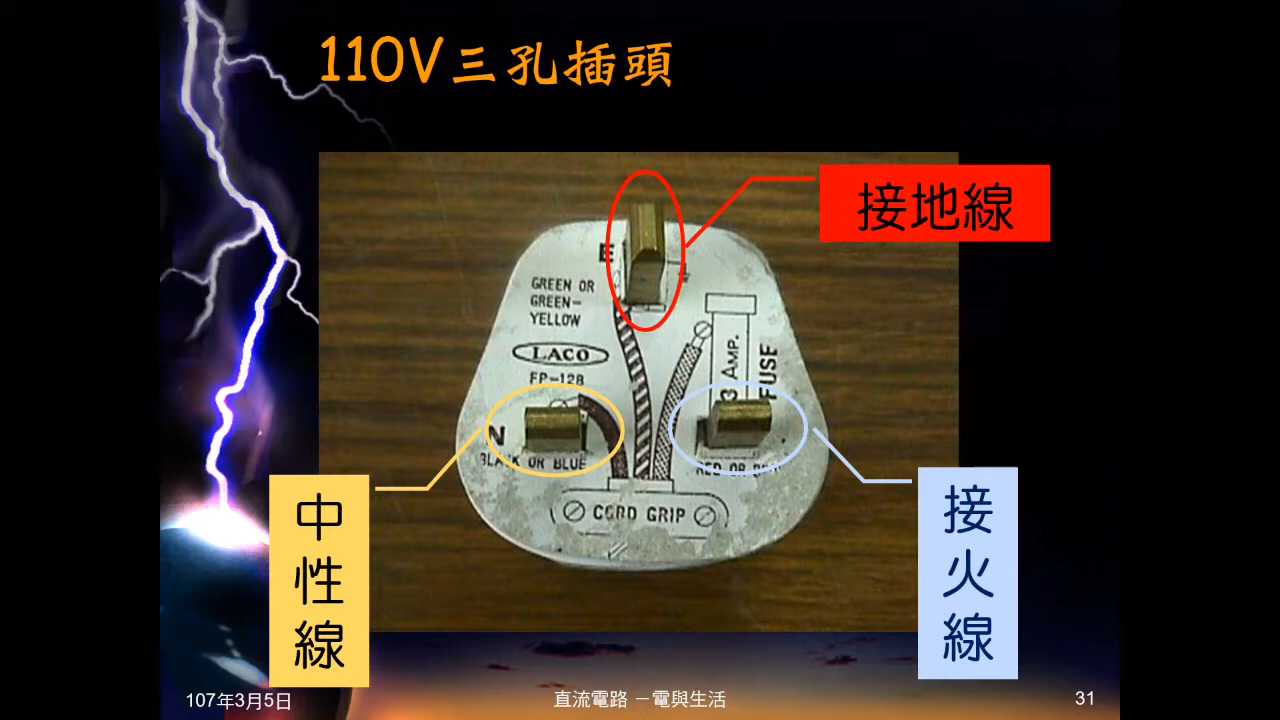 110V三孔插頭
接地線
E
GREEN OR
GREEN-
YELLOW
LACO
FP-128
3 AMP.
FUSE
N
BLACK OR BLUE
RED OR
CORD GRIP
中性線
接火線
107年3月5日
直流電路 －電與生活
31